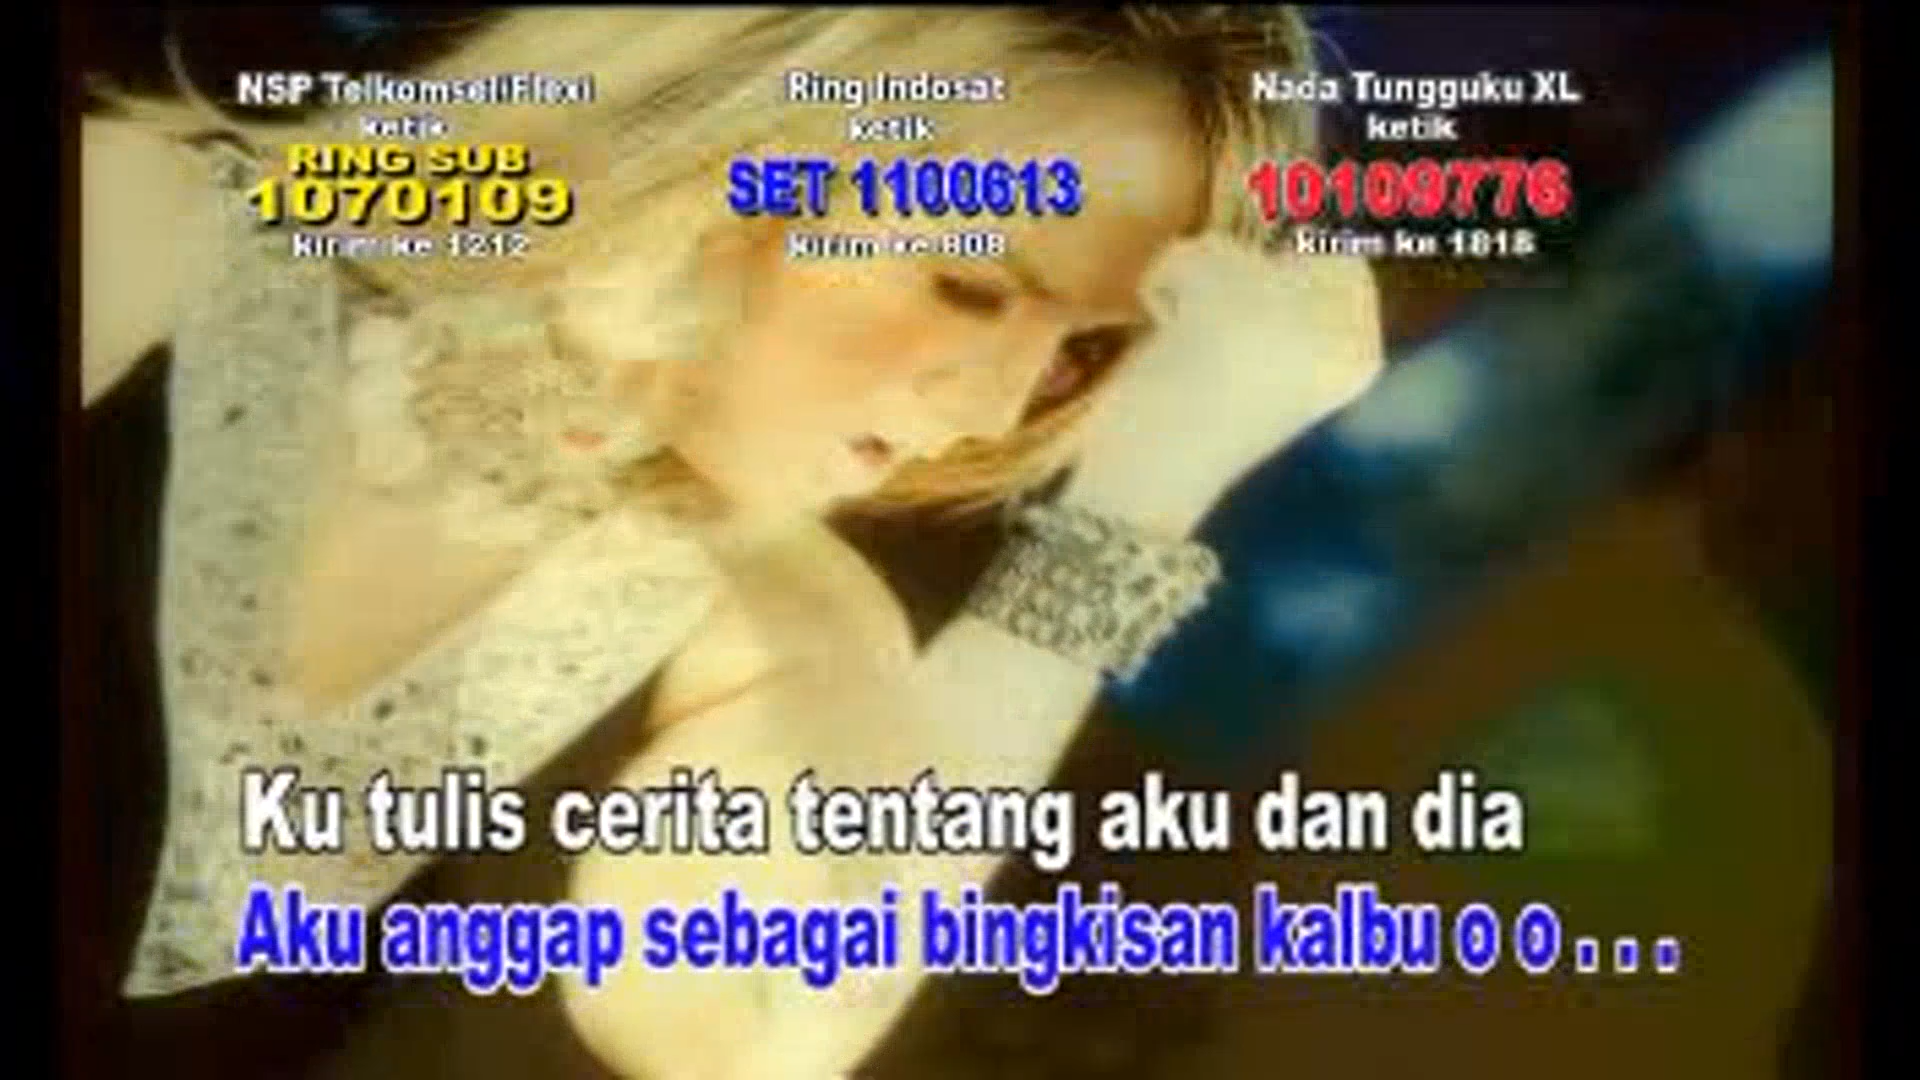 NSP Telkomsel/Flexi
ketik
RING SUB
1070109
kirim ke 1212
Ring Indosat
ketik
SET 1100613
kirim ke 808
Nada Tungguku XL
ketik
10109776
kirim ke 1818
Ku tulis cerita tentang aku dan dia
Aku anggap sebagai bingkisan kalbu o o . . .